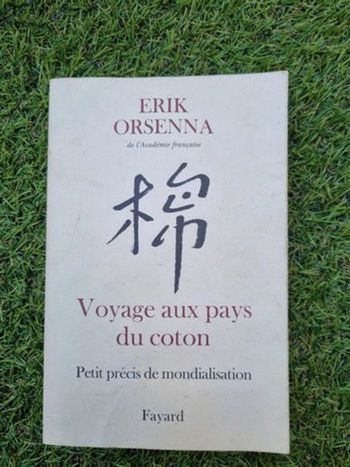 ERIK
ORSENNA
de l'Académie française
棉
Voyage aux pays
du coton
Petit précis de mondialisation
Fayard